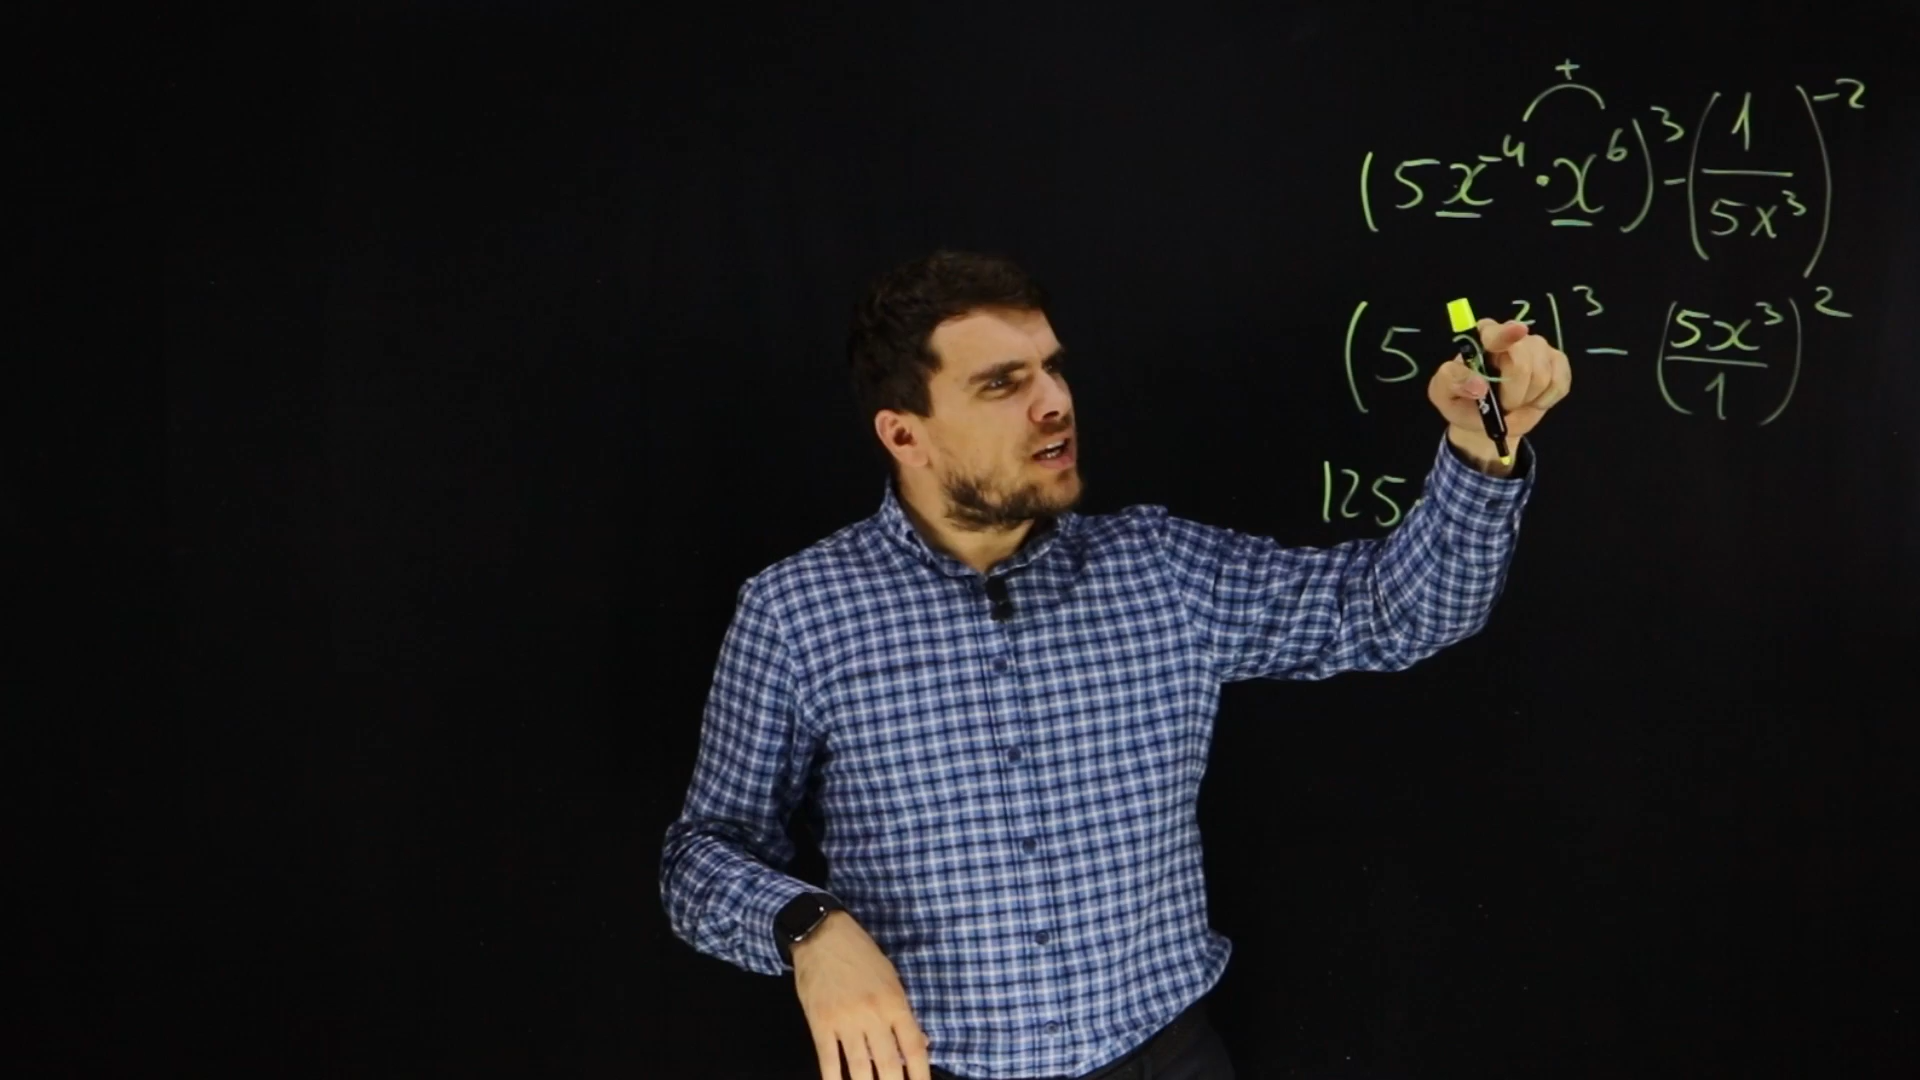 (5x⁻⁴·x⁶)³-(1/5x³)⁻²
(5 ²)³ - (5x³/1)²
125·